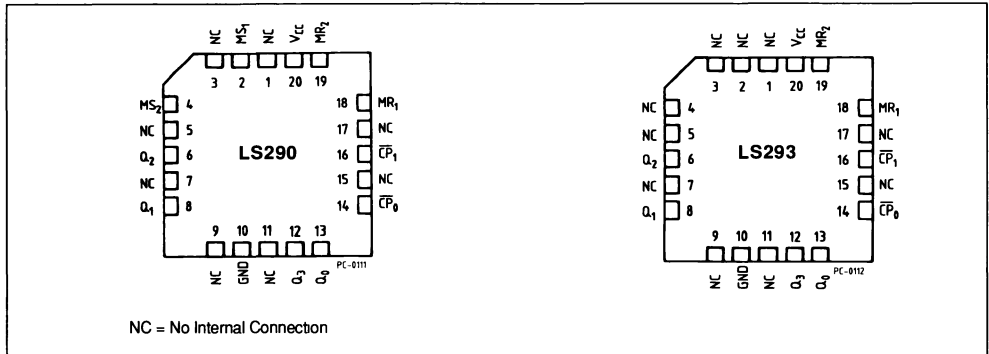 NC MS₁ NC VCC MR₂
3 2 1 20 19
MS₂ 4
NC 5
Q₂ 6
NC 7
Q₁ 8
LS290
18 MR₁
17 NC
16 C̅P̅₁
15 NC
14 C̅P̅₀
9 10 11 12 13
NC GND NC Q₃ Q₀
PC-0111
NC NC NC VCC MR₂
3 2 1 20 19
NC 4
NC 5
Q₂ 6
NC 7
Q₁ 8
LS293
18 MR₁
17 NC
16 C̅P̅₁
15 NC
14 C̅P̅₀
9 10 11 12 13
NC GND NC Q₃ Q₀
PC-0112
NC = No Internal Connection